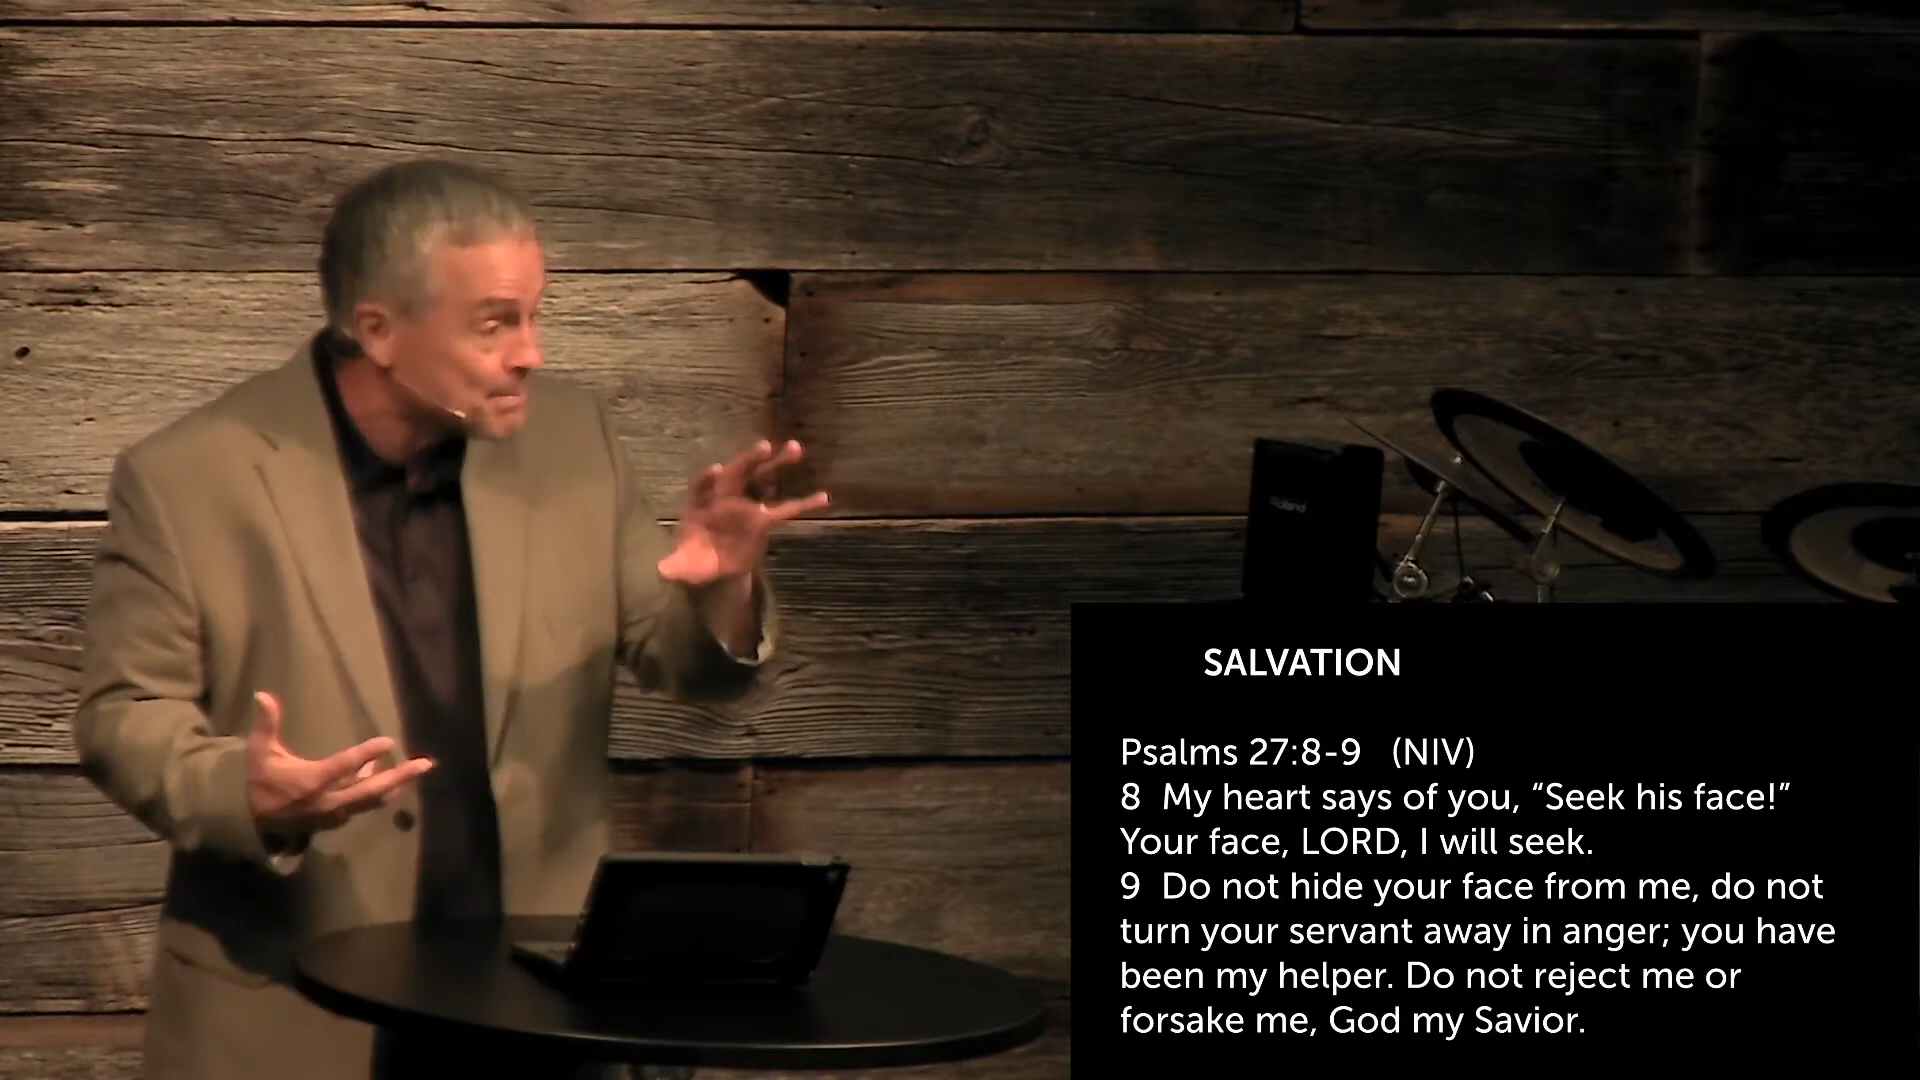 Roland
SALVATION
Psalms 27:8-9 (NIV)
8 My heart says of you, “Seek his face!”
Your face, LORD, I will seek.
9 Do not hide your face from me, do not
turn your servant away in anger; you have
been my helper. Do not reject me or
forsake me, God my Savior.